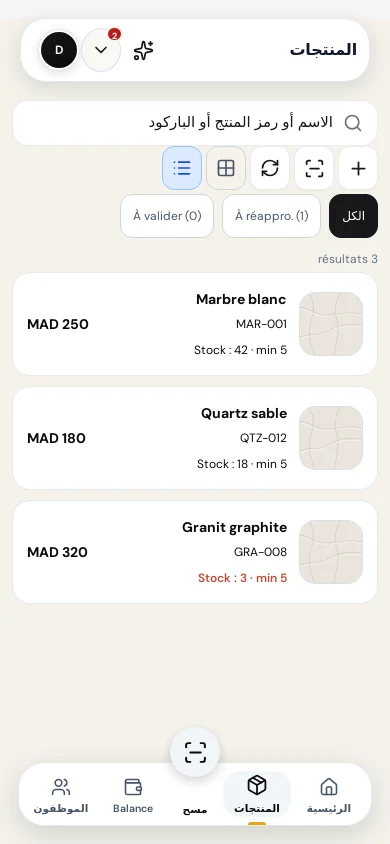 المنتجات
2
D
الاسم أو رمز المنتج أو الباركود
الكل
À réappro. (1)
À valider (0)
3 résultats
Marbre blanc
MAR-001
Stock : 42 · min 5
MAD 250
Quartz sable
QTZ-012
Stock : 18 · min 5
MAD 180
Granit graphite
GRA-008
Stock : 3 · min 5
MAD 320
الرئيسية
المنتجات
مسح
Balance
الموظفون